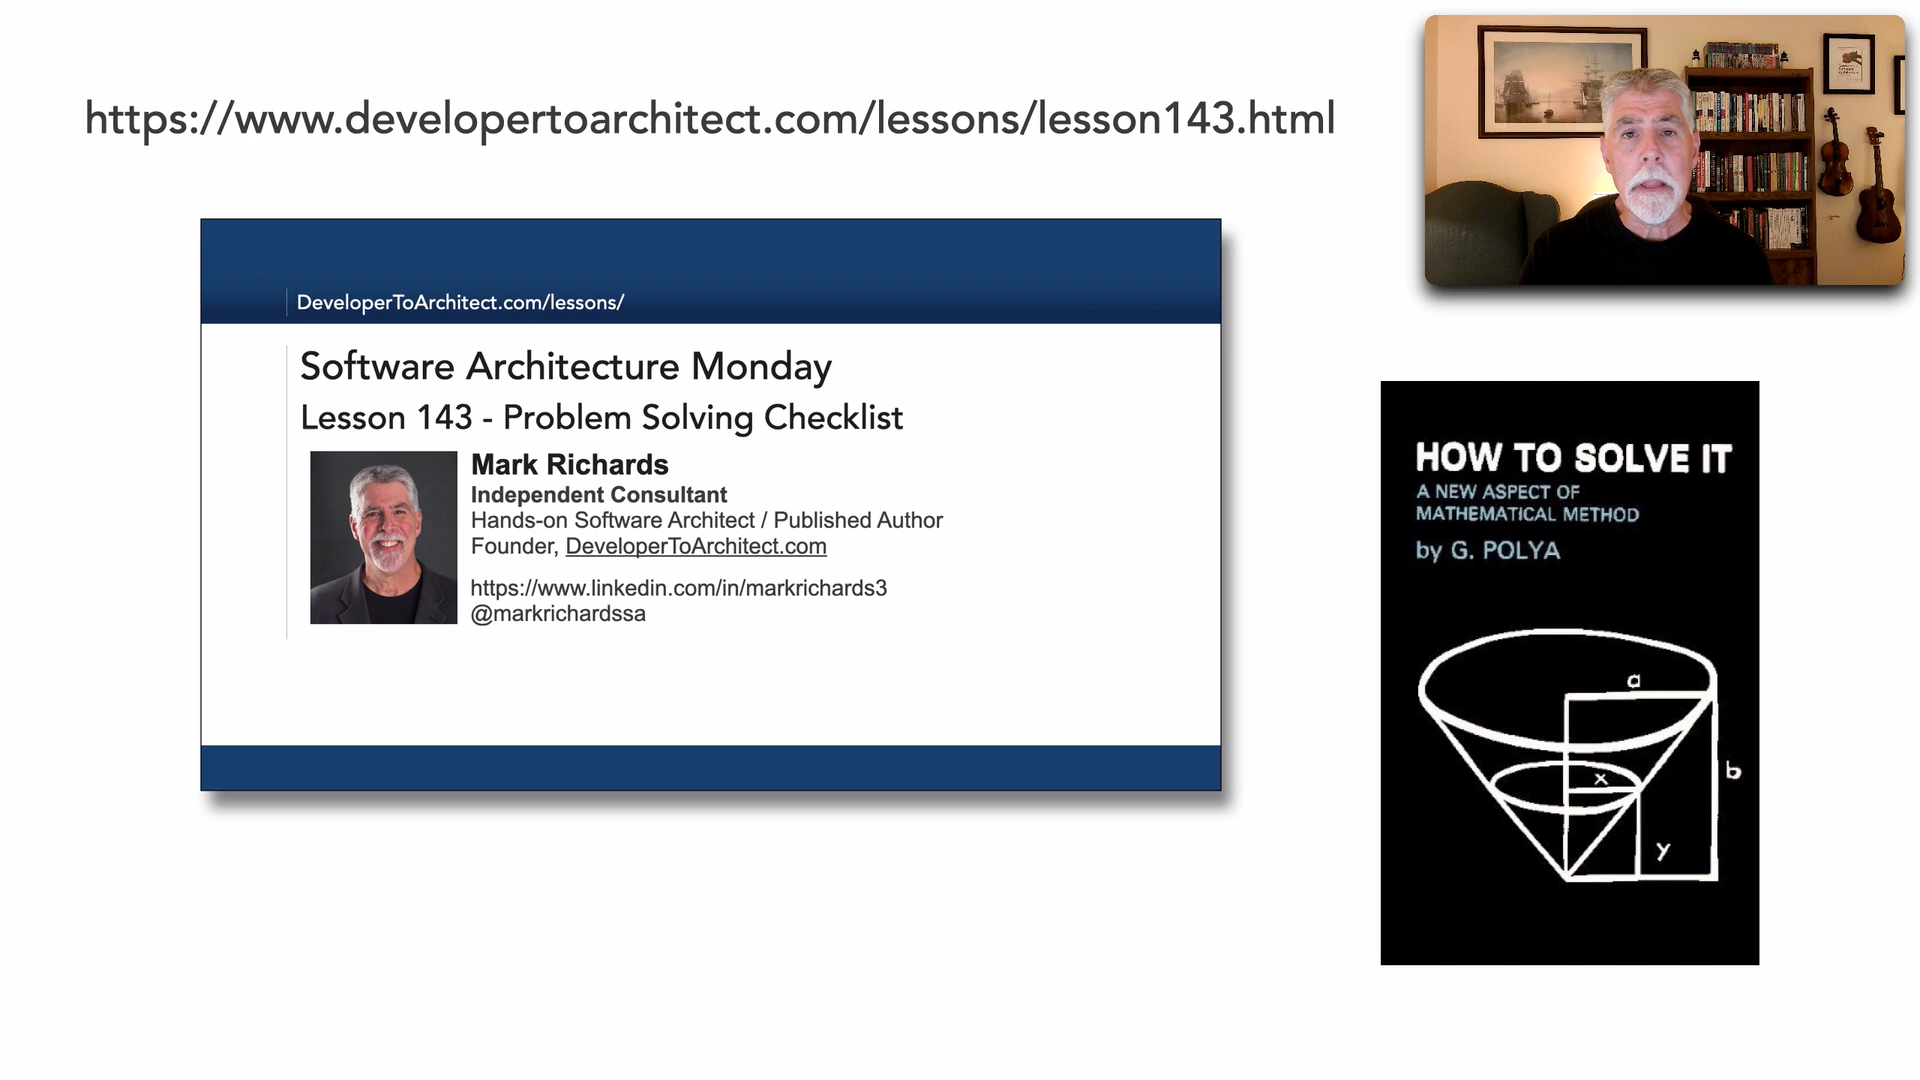 https://www.developertoarchitect.com/lessons/lesson143.html
DeveloperToArchitect.com/lessons/
Software Architecture Monday
Lesson 143 - Problem Solving Checklist
Mark Richards
Independent Consultant
Hands-on Software Architect / Published Author
Founder, DeveloperToArchitect.com
https://www.linkedin.com/in/markrichards3
@markrichardssa
HOW TO SOLVE IT
A NEW ASPECT OF
MATHEMATICAL METHOD
by G. POLYA
a
b
x
y